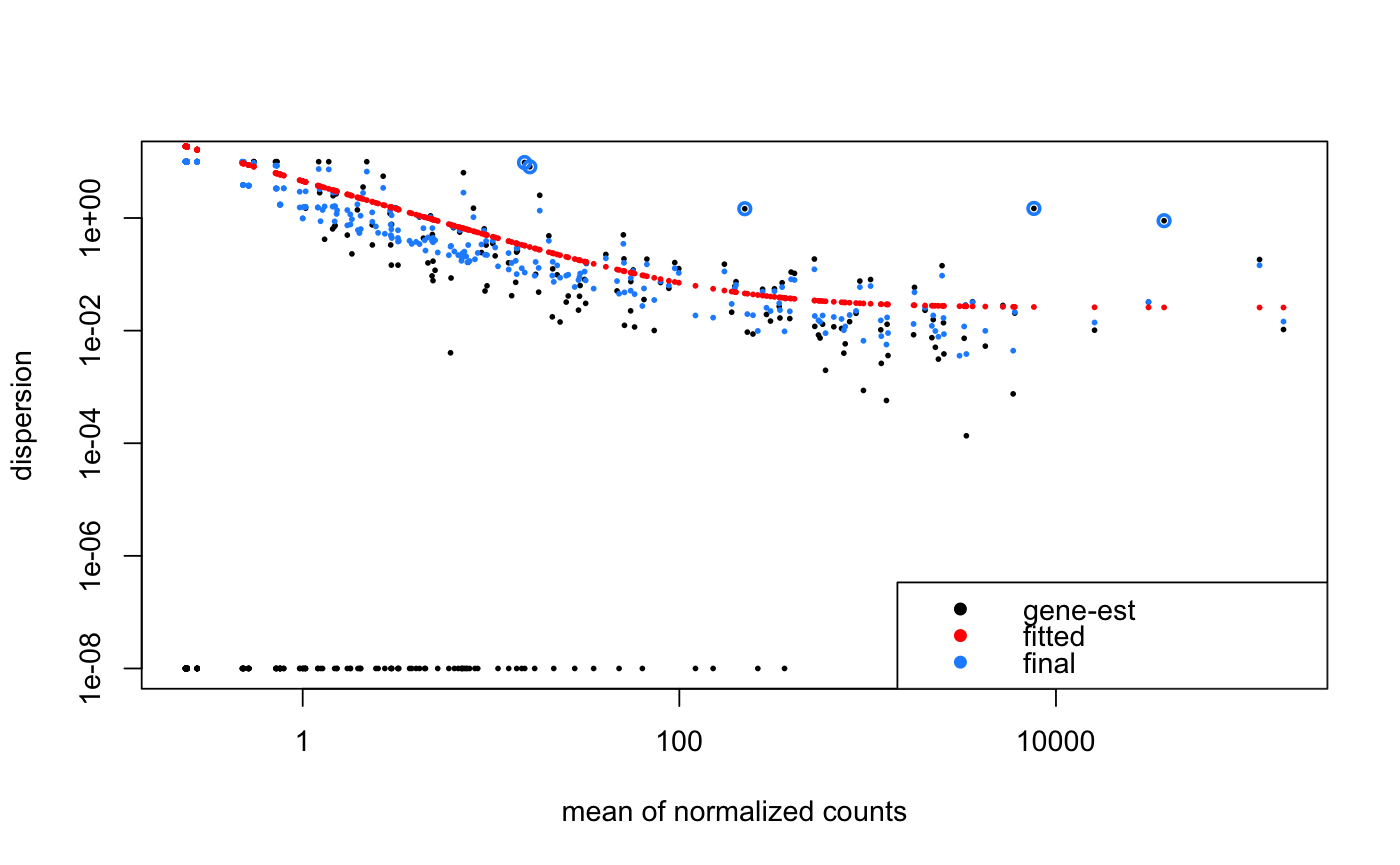 1e+00
1e-02
1e-04
1e-06
1e-08
dispersion
gene-est
fitted
final
1
100
10000
mean of normalized counts